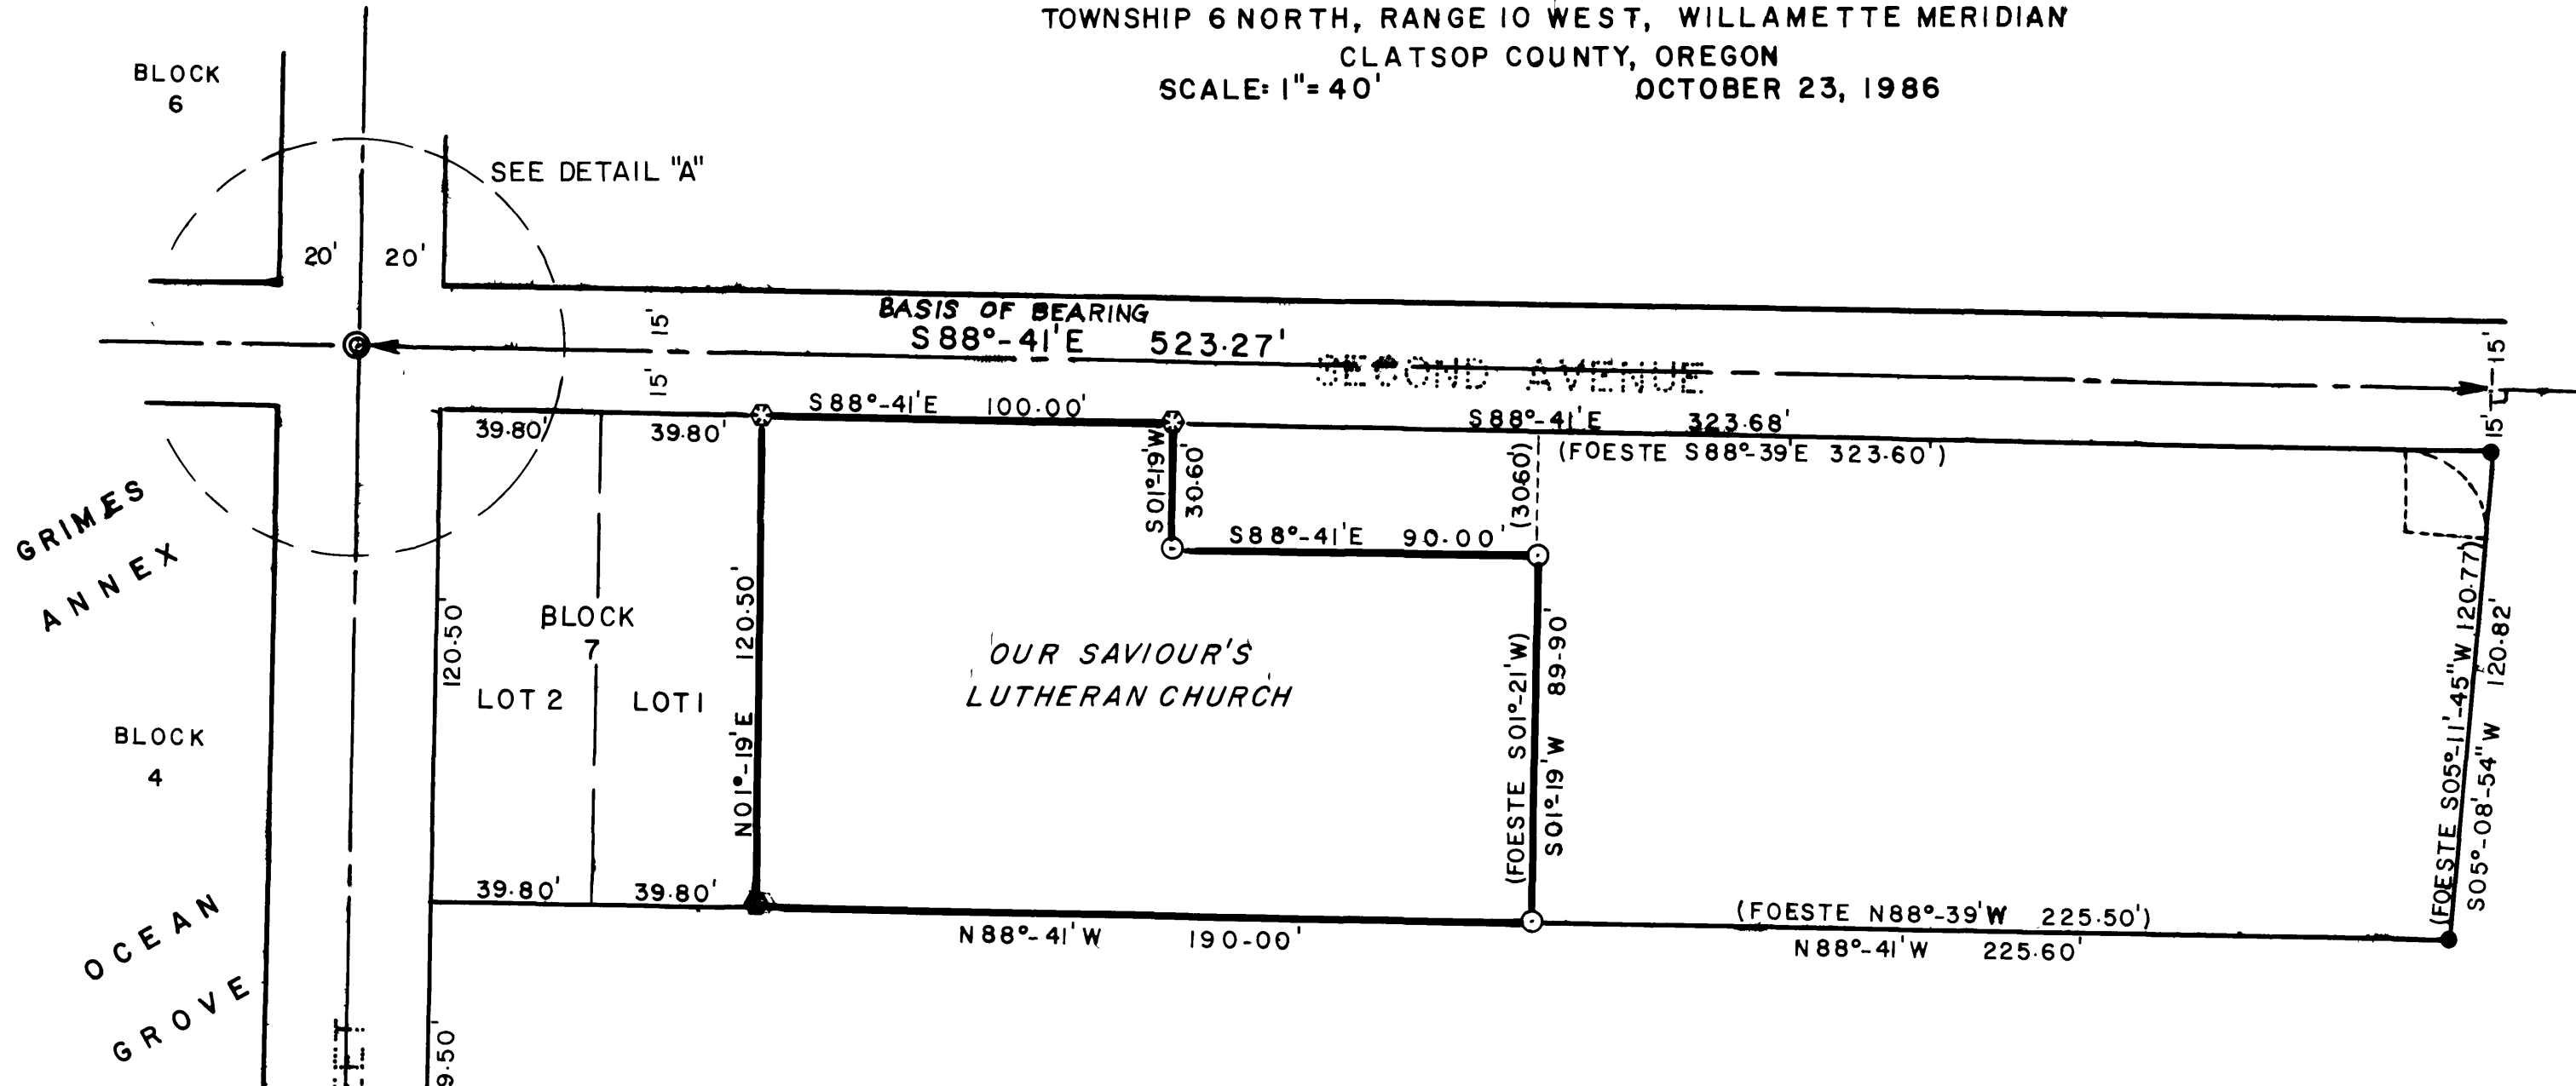 TOWNSHIP 6 NORTH, RANGE 10 WEST, WILLAMETTE MERIDIAN
CLATSOP COUNTY, OREGON
SCALE: 1"= 40' OCTOBER 23, 1986
BLOCK
6
SEE DETAIL "A"
20' 20'
BASIS OF BEARING
S88°-41'E 523.27'
15'
15'
SECOND AVENUE
15'
15'
S88°-41'E 100.00'
S88°-41'E 323.68'
(FOESTE S88°-39'E 323.60')
39.80' 39.80'
S01°-19'W
30.60'
(30.60')
S88°-41'E 90.00'
GRIMES
ANNEX
120.50'
BLOCK
7
LOT 2 LOT 1
N01°-19'E 120.50'
OUR SAVIOUR'S
LUTHERAN CHURCH
(FOESTE S01°-21'W)
S01°-19'W 89.90'
(FOESTE S05°-11'-45"W 120.77')
S05°-08'-54"W 120.82'
BLOCK
4
39.80' 39.80'
N88°-41'W 190.00'
(FOESTE N88°-39'W 225.50')
N88°-41'W 225.60'
OCEAN
GROVE
9.50'